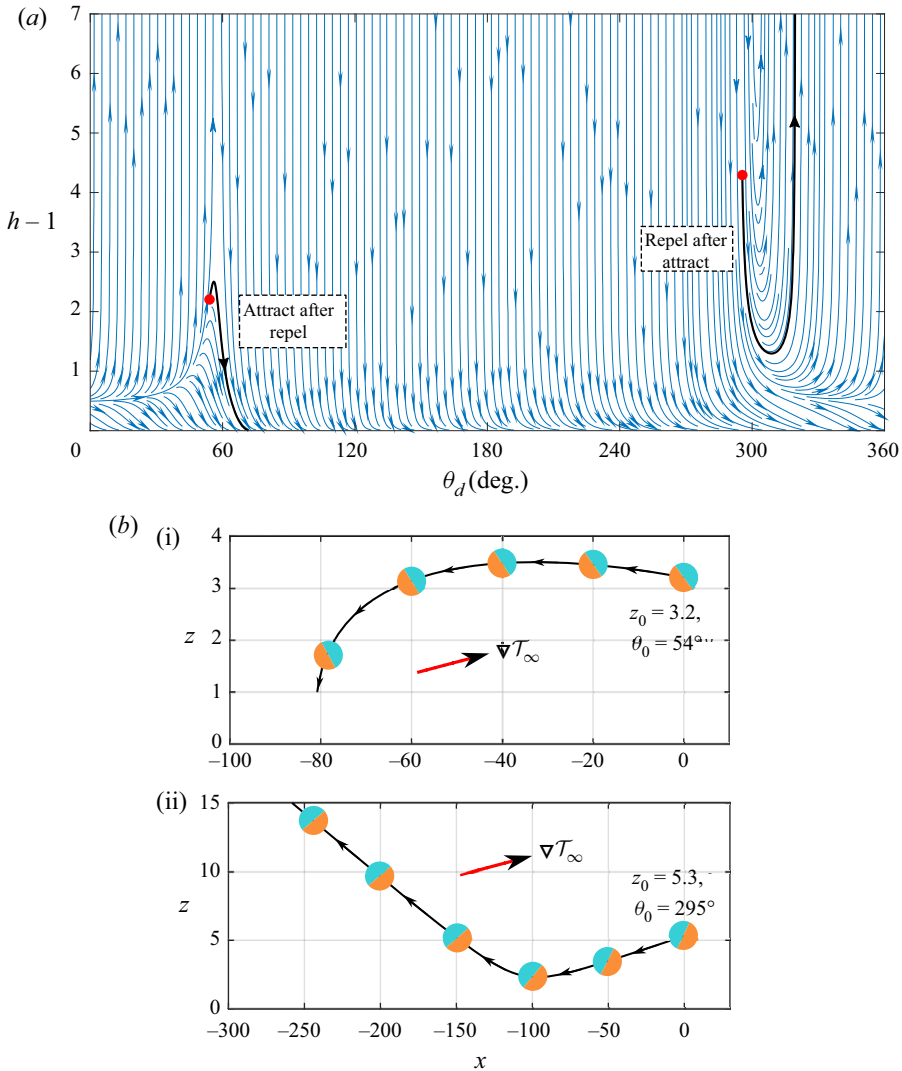 (a)
7
6
5
4
h – 1
3
2
1
Repel after
attract
Attract after
repel
0
60
120
180
240
300
360
θd (deg.)
(b)
(i)
4
3
2
1
0
z
z0 = 3.2,
θ0 = 54°
∇T∞
–100
–80
–60
–40
–20
0
(ii)
15
10
5
0
z
∇T∞
z0 = 5.3,
θ0 = 295°
–300
–250
–200
–150
–100
–50
0
x